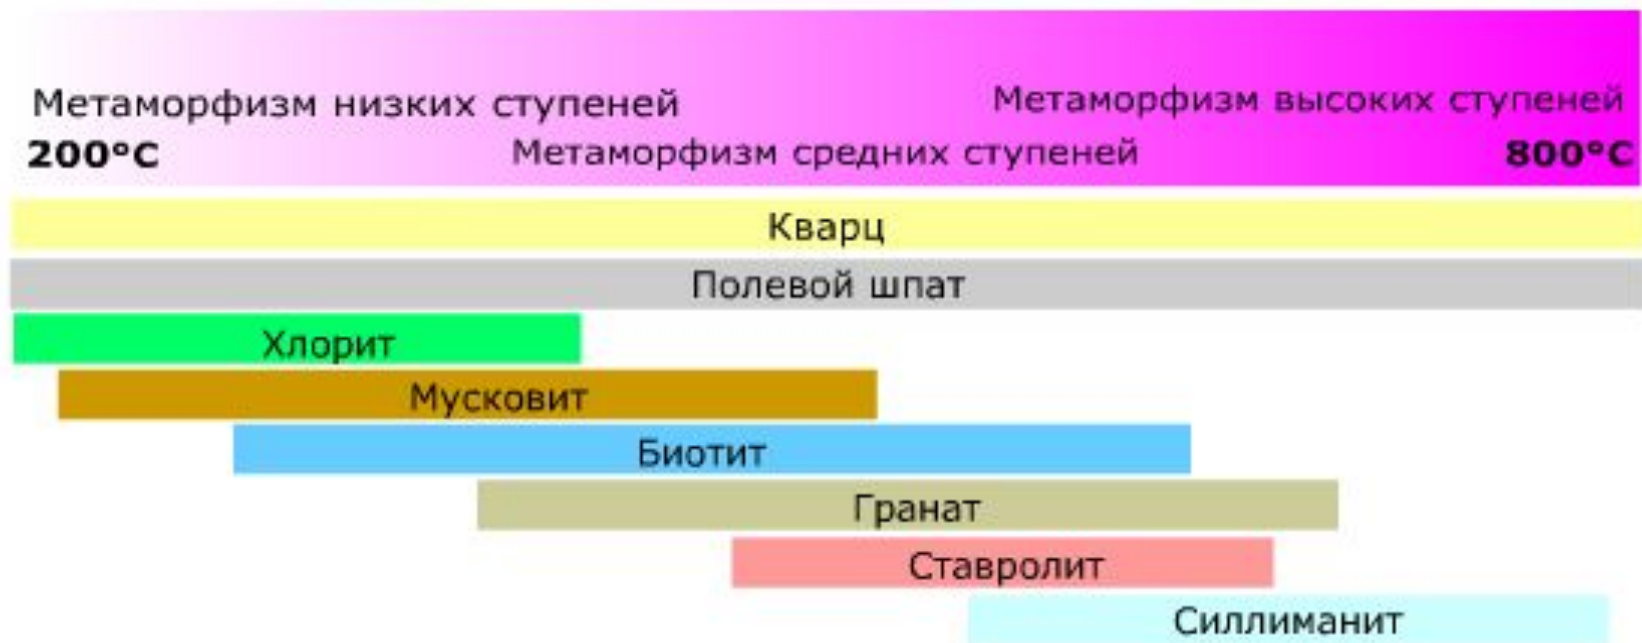 Метаморфизм низких ступеней
Метаморфизм высоких ступеней
200°C
Метаморфизм средних ступеней
800°C
Кварц
Полевой шпат
Хлорит
Мусковит
Биотит
Гранат
Ставролит
Силлиманит